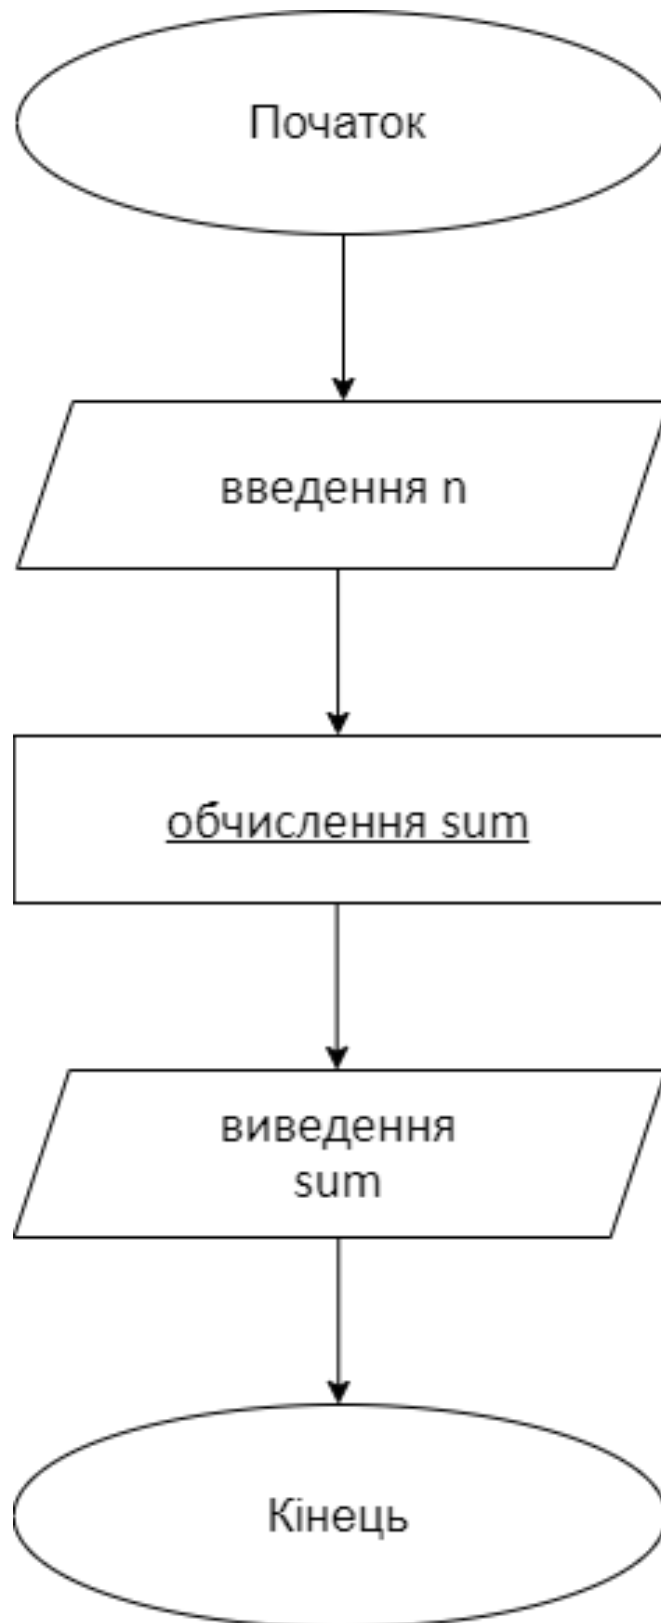 Початок
введення n
обчислення sum
виведення
sum
Кінець